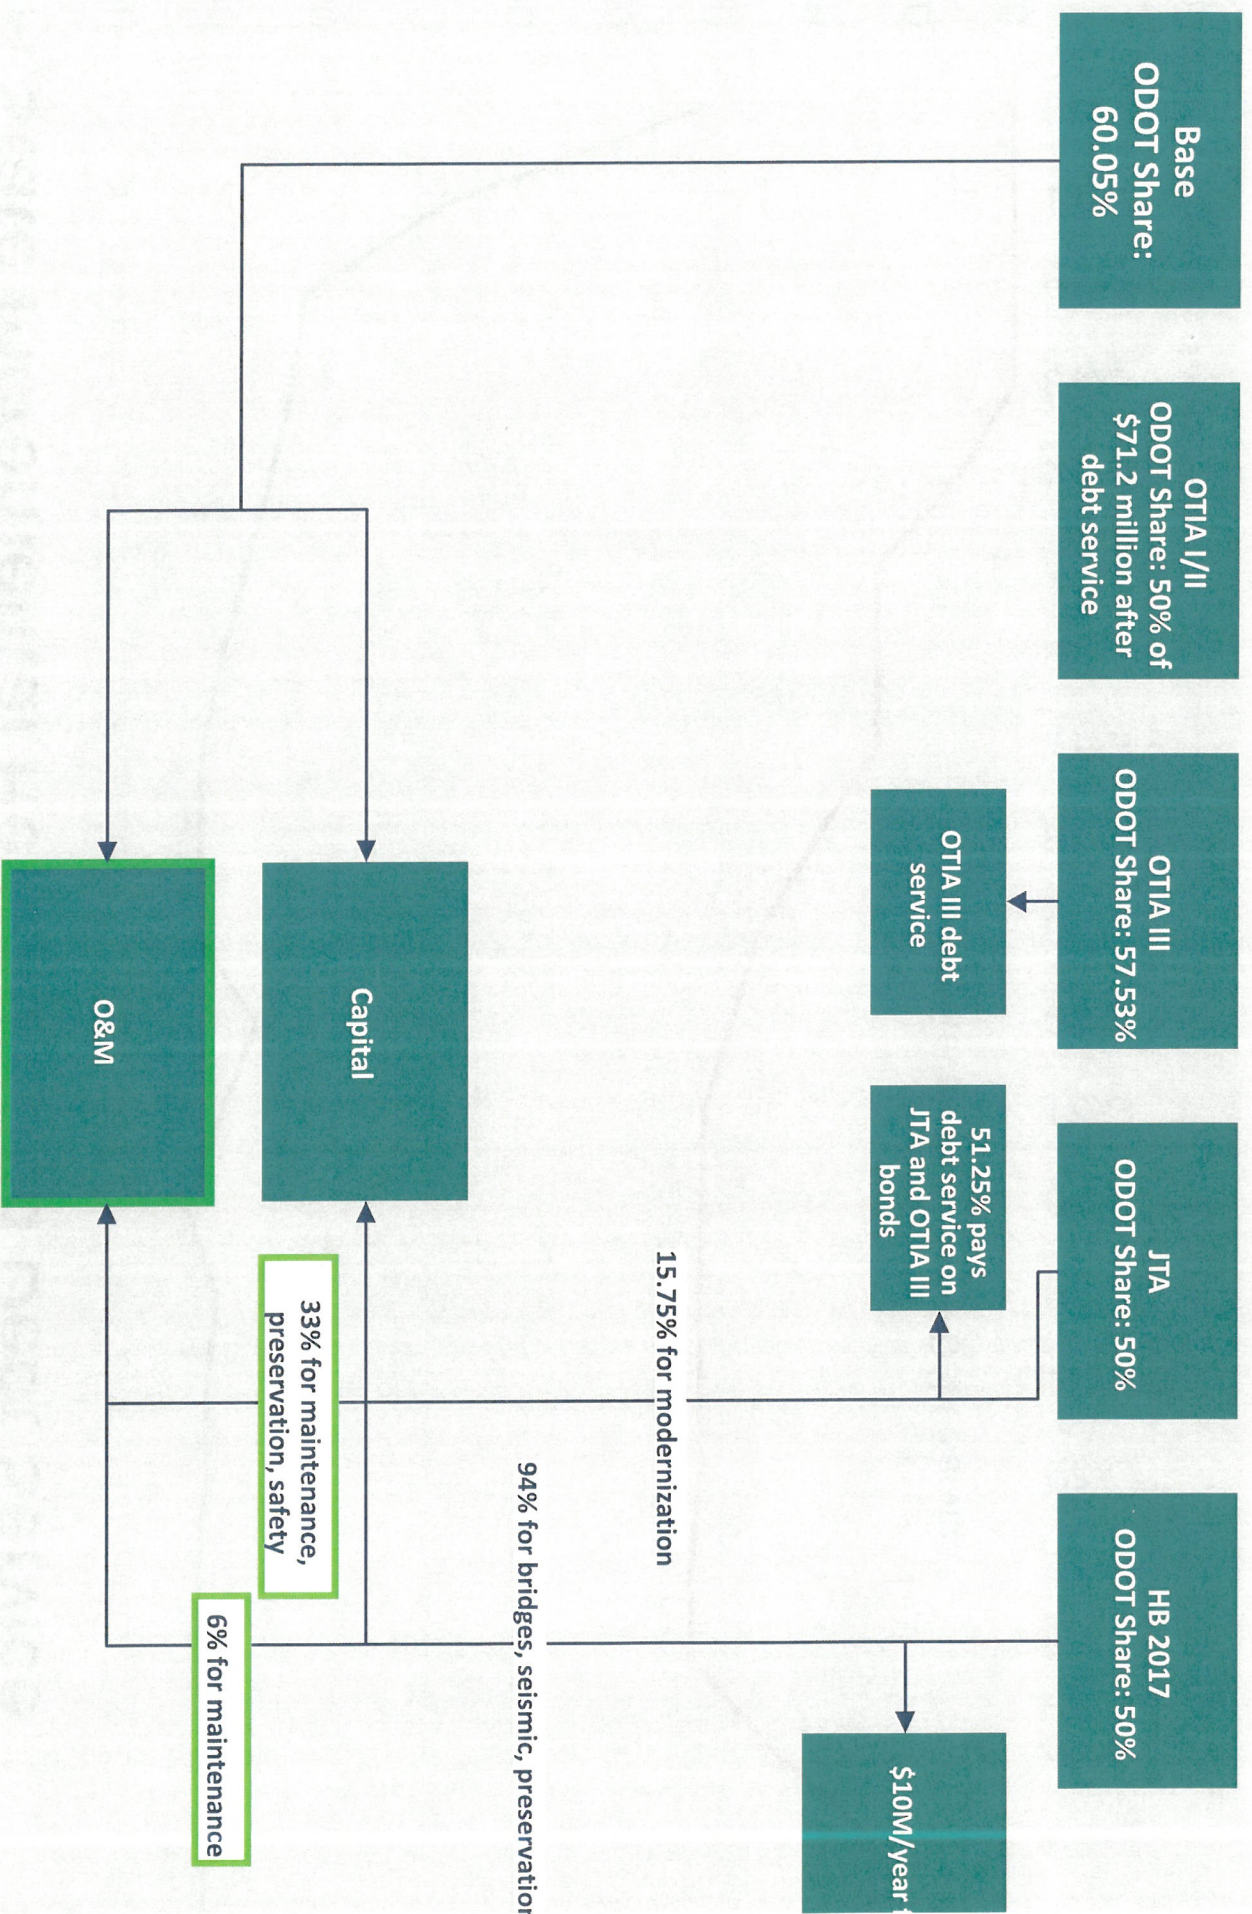 Base
ODOT Share:
60.05%
OTIA I/II
ODOT Share: 50% of
$71.2 million after
debt service
OTIA III
ODOT Share: 57.53%
JTA
ODOT Share: 50%
HB 2017
ODOT Share: 50%
OTIA III debt
service
51.25% pays
debt service on
JTA and OTIA III
bonds
$10M/year
15.75% for modernization
94% for bridges, seismic, preservation
Capital
33% for maintenance,
preservation, safety
6% for maintenance
O&M